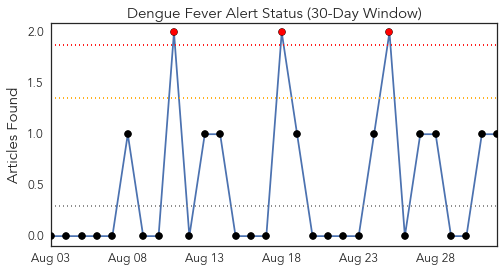 Dengue Fever Alert Status (30-Day Window)
2.0
1.5
1.0
0.5
0.0
Articles Found
Aug 03 Aug 08 Aug 13 Aug 18 Aug 23 Aug 28